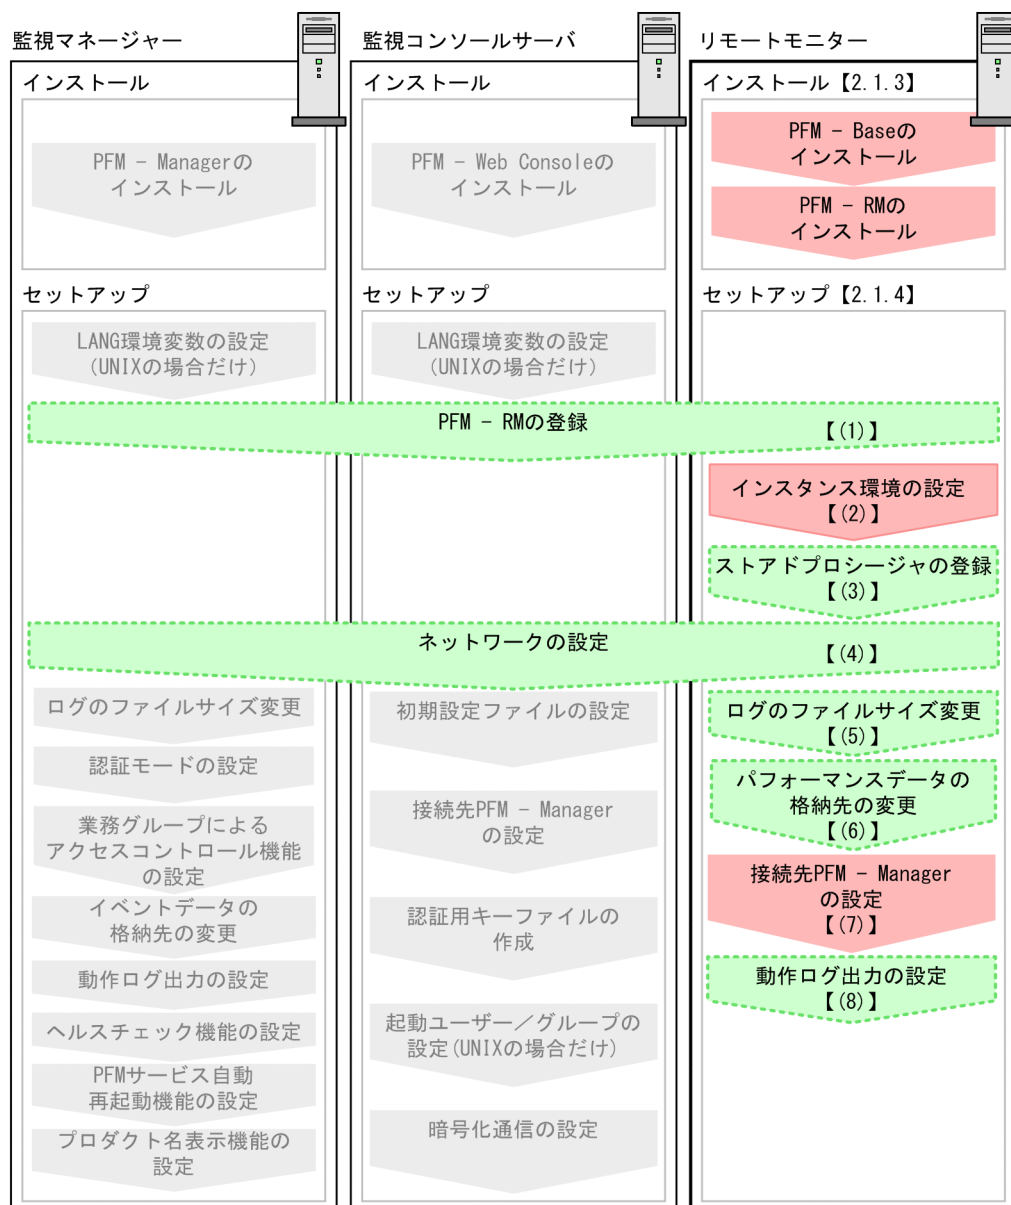 監視マネージャー
インストール
PFM - Managerの
インストール
セットアップ
LANG環境変数の設定
(UNIXの場合だけ)
監視コンソールサーバ
インストール
PFM - Web Consoleの
インストール
セットアップ
LANG環境変数の設定
(UNIXの場合だけ)
リモートモニター
インストール【2.1.3】
PFM - Baseの
インストール
PFM - RMの
インストール
セットアップ【2.1.4】
PFM - RMの登録
【(1)】
インスタンス環境の設定
【(2)】
ストアドプロシージャの登録
【(3)】
ネットワークの設定
【(4)】
ログのファイルサイズ変更
認証モードの設定
業務グループによる
アクセスコントロール機能
の設定
イベントデータの
格納先の変更
動作ログ出力の設定
ヘルスチェック機能の設定
PFMサービス自動
再起動機能の設定
プロダクト名表示機能の
設定
初期設定ファイルの設定
接続先PFM - Manager
の設定
認証用キーファイルの
作成
起動ユーザー／グループの
設定(UNIXの場合だけ)
暗号化通信の設定
ログのファイルサイズ変更
【(5)】
パフォーマンスデータの
格納先の変更
【(6)】
接続先PFM - Manager
の設定
【(7)】
動作ログ出力の設定
【(8)】